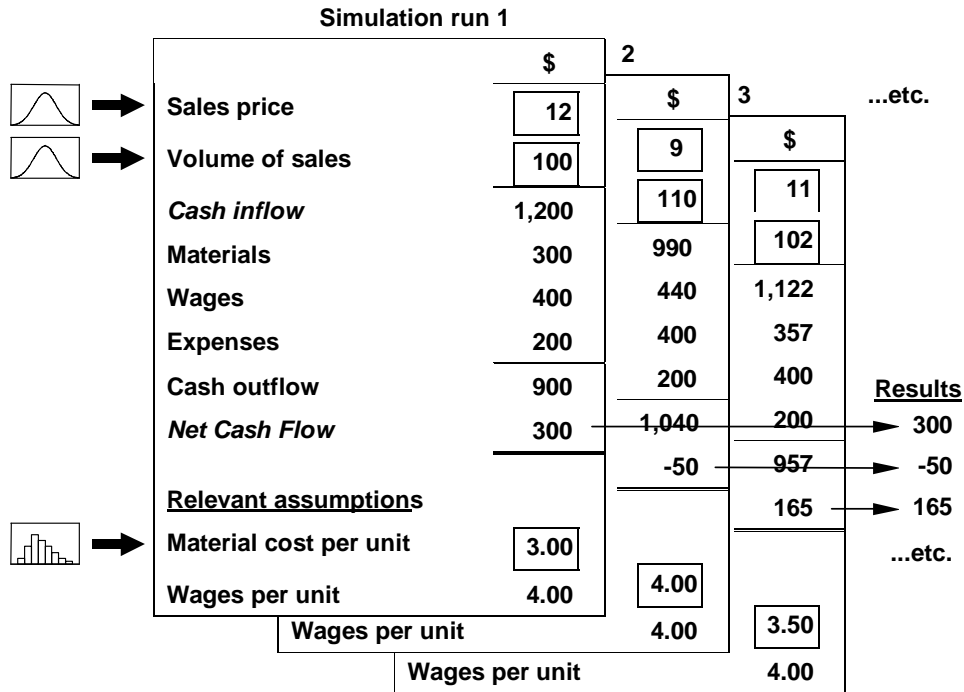 Simulation run 1
$ 2
Sales price 12 $ 3 ...etc.
Volume of sales 100 9 $
Cash inflow 1,200 110 11
Materials 300 990 102
Wages 400 440 1,122
Expenses 200 400 357
Cash outflow 900 200 400 Results
Net Cash Flow 300 1,040 200 300
-50 957 -50
Relevant assumptions 165 165
Material cost per unit 3.00 ...etc.
Wages per unit 4.00 4.00
Wages per unit 4.00 3.50
Wages per unit 4.00